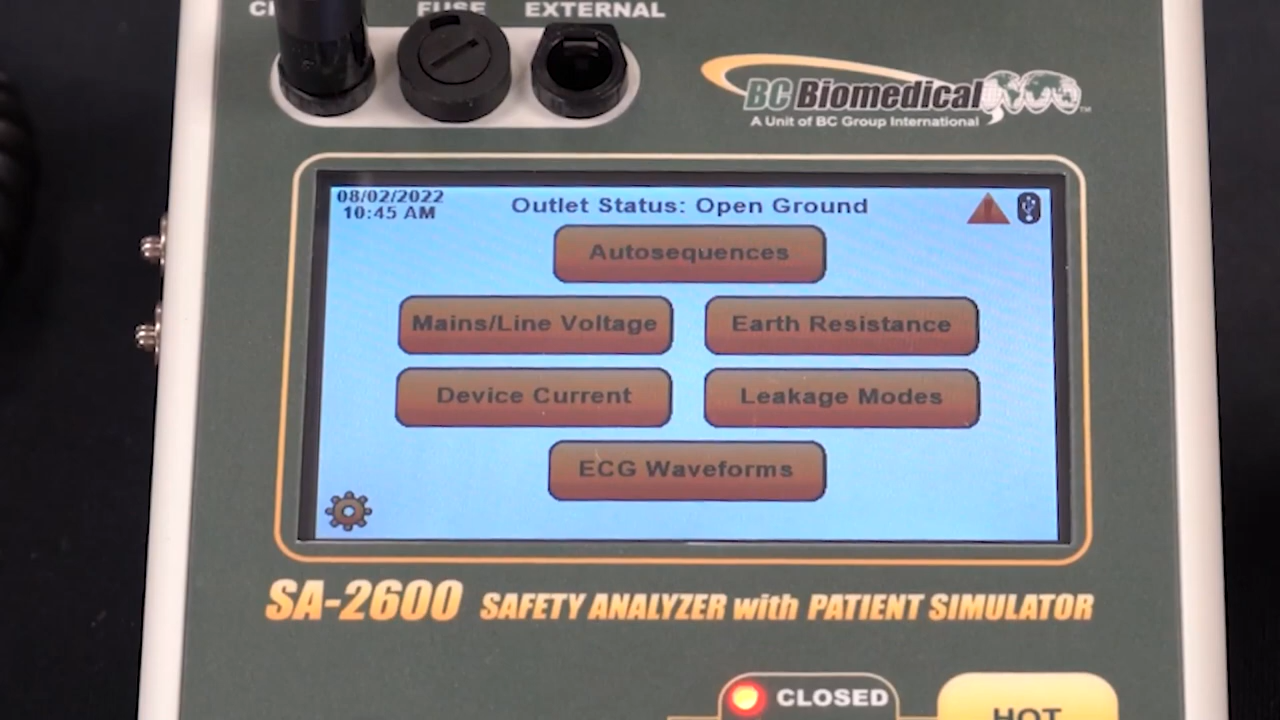 FUSE
EXTERNAL
BC Biomedical
TM
A Unit of BC Group International
08/02/2022
10:45 AM
Outlet Status: Open Ground
Autosequences
Mains/Line Voltage
Earth Resistance
Device Current
Leakage Modes
ECG Waveforms
SA-2600 SAFETY ANALYZER with PATIENT SIMULATOR
CLOSED
HOT